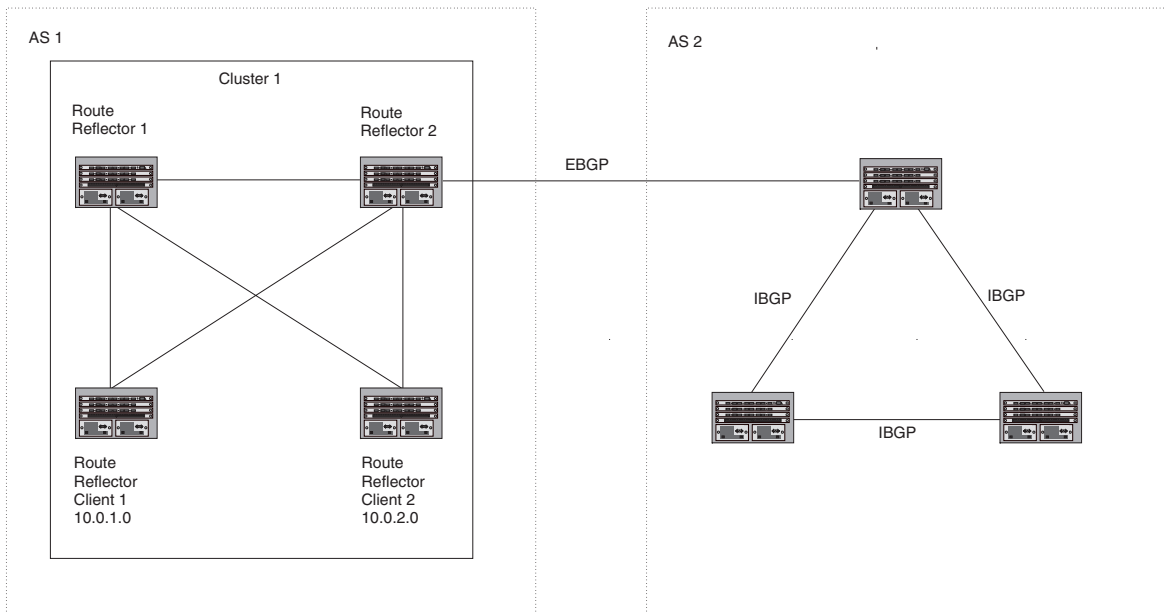 AS 1
Cluster 1
Route
Reflector 1
Route
Reflector 2
Route
Reflector
Client 1
10.0.1.0
Route
Reflector
Client 2
10.0.2.0
EBGP
AS 2
IBGP
IBGP
IBGP